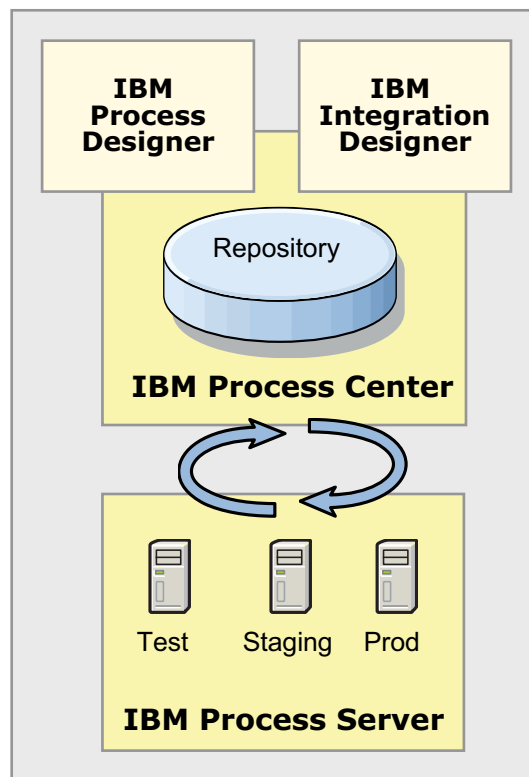 IBM
Process
Designer
IBM
Integration
Designer
Repository
IBM Process Center
Test
Staging
Prod
IBM Process Server